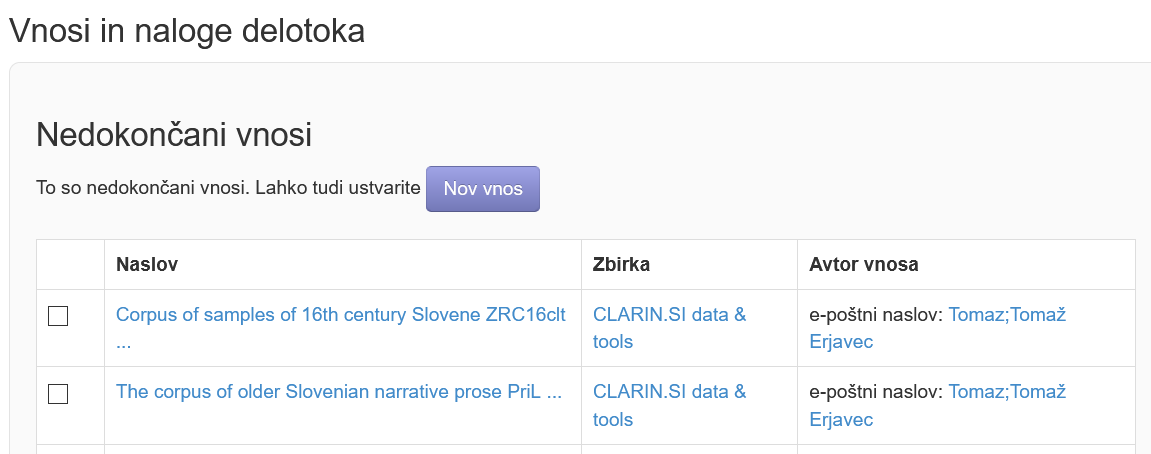 Vnosi in naloge delotoka
Nedokončani vnosi
To so nedokončani vnosi. Lahko tudi ustvarite Nov vnos
Naslov Zbirka Avtor vnosa
Corpus of samples of 16th century Slovene ZRC16clt CLARIN.SI data & e-poštni naslov: Tomaz;Tomaž
... tools Erjavec
The corpus of older Slovenian narrative prose PriL ... CLARIN.SI data & e-poštni naslov: Tomaz;Tomaž
tools Erjavec